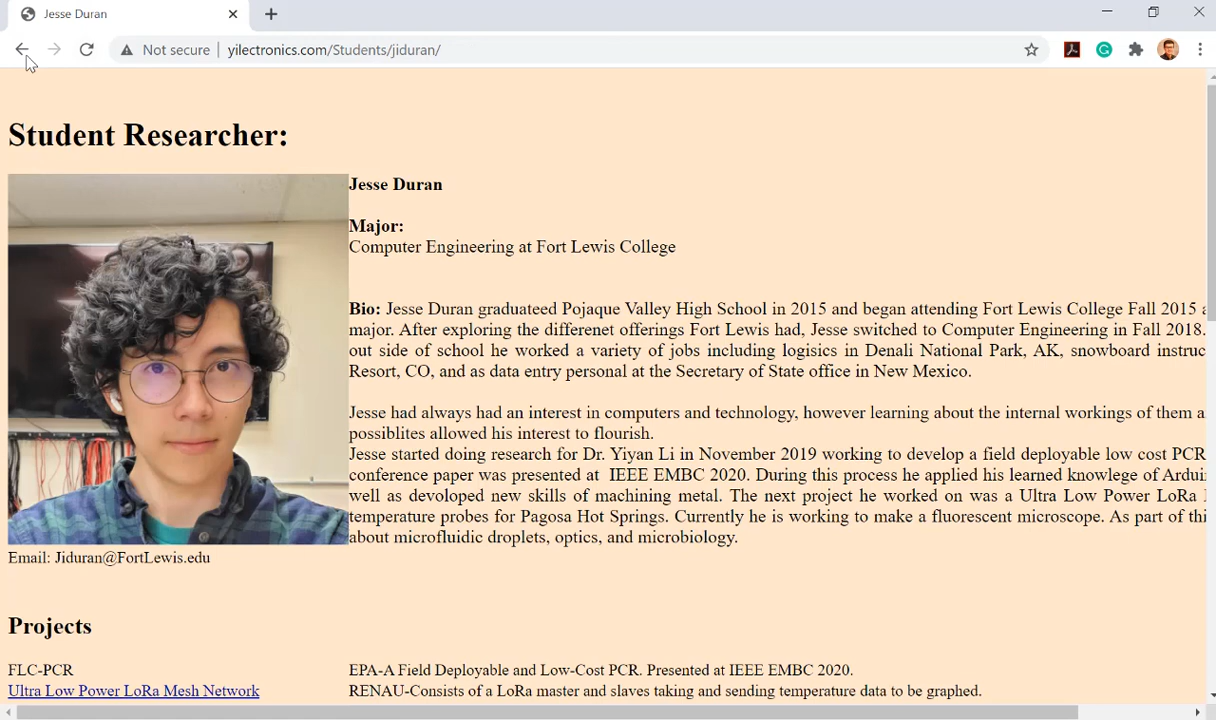 Jesse Duran
Not secure
yilectronics.com/Students/jiduran/
Student Researcher:
Jesse Duran
Major:
Computer Engineering at Fort Lewis College
Bio: Jesse Duran graduateed Pojaque Valley High School in 2015 and began attending Fort Lewis College Fall 2015
major. After exploring the differenet offerings Fort Lewis had, Jesse switched to Computer Engineering in Fall 2018.
out side of school he worked a variety of jobs including logisics in Denali National Park, AK, snowboard
Resort, CO, and as data entry personal at the Secretary of State office in New Mexico.
Jesse had always had an interest in computers and technology, however learning about the internal workings of them
possiblites allowed his interest to flourish.
Jesse started doing research for Dr. Yiyan Li in November 2019 working to develop a field deployable low cost PCR
conference paper was presented at IEEE EMBC 2020. During this process he applied his learned knowlege of
well as devoloped new skills of machining metal. The next project he worked on was a Ultra Low Power LoRa
temperature probes for Pagosa Hot Springs. Currently he is working to make a fluorescent microscope. As part of
about microfluidic droplets, optics, and microbiology.
Email: Jiduran@FortLewis.edu
Projects
FLC-PCR EPA-A Field Deployable and Low-Cost PCR. Presented at IEEE EMBC 2020.
Ultra Low Power LoRa Mesh Network RENAU-Consists of a LoRa master and slaves taking and sending temperature data to be graphed.